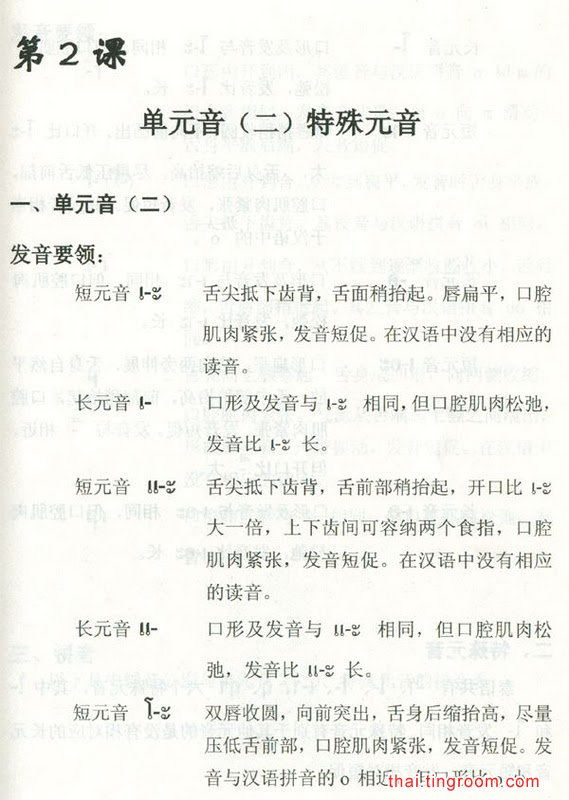 第 2 课
单元音（二）特殊元音
一、单元音（二）
发音要领：
短元音 เ-ะ 舌尖抵下齿背，舌面稍抬起。唇扁平，口腔
肌肉紧张，发音短促。在汉语中没有相应的
读音。
长元音 เ- 口形及发音与 เ-ะ 相同，但口腔肌肉松弛，
发音比 เ-ะ 长。
短元音 แ-ะ 舌尖抵下齿背，舌前部稍抬起，开口比 เ-ะ
大一倍，上下齿间可容纳两个食指，口腔
肌肉紧张，发音短促。在汉语中没有相应
的读音。
长元音 แ- 口形及发音与 แ-ะ 相同，但口腔肌肉松
弛，发音比 แ-ะ 长。
短元音 โ-ะ 双唇收圆，向前突出，舌身后缩抬高，尽量
压低舌前部，口腔肌肉紧张，发音短促。发
音与汉语拼音的 o 相近，但口形比
thai.tingroom.com